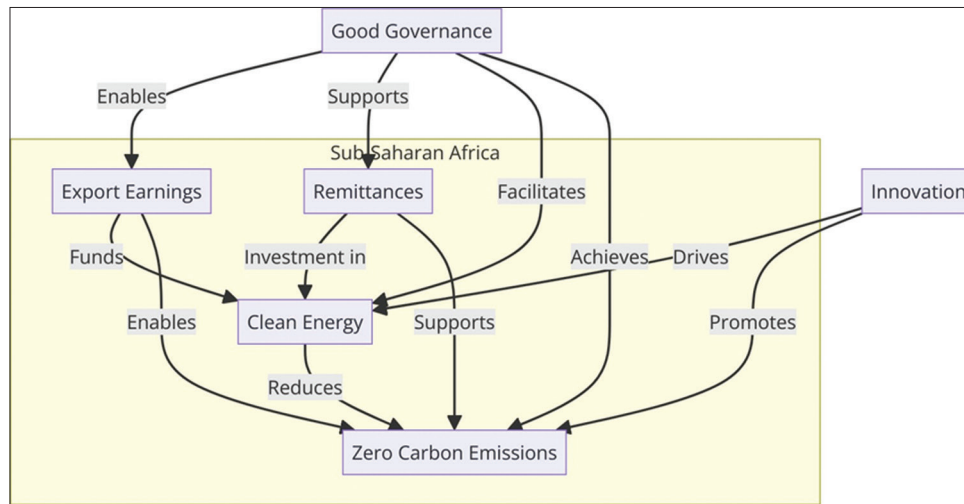 Good Governance
Enables
Supports
Sub-Saharan Africa
Export Earnings
Remittances
Facilitates
Innovation
Funds
Investment in
Achieves
Drives
Clean Energy
Enables
Supports
Promotes
Reduces
Zero Carbon Emissions